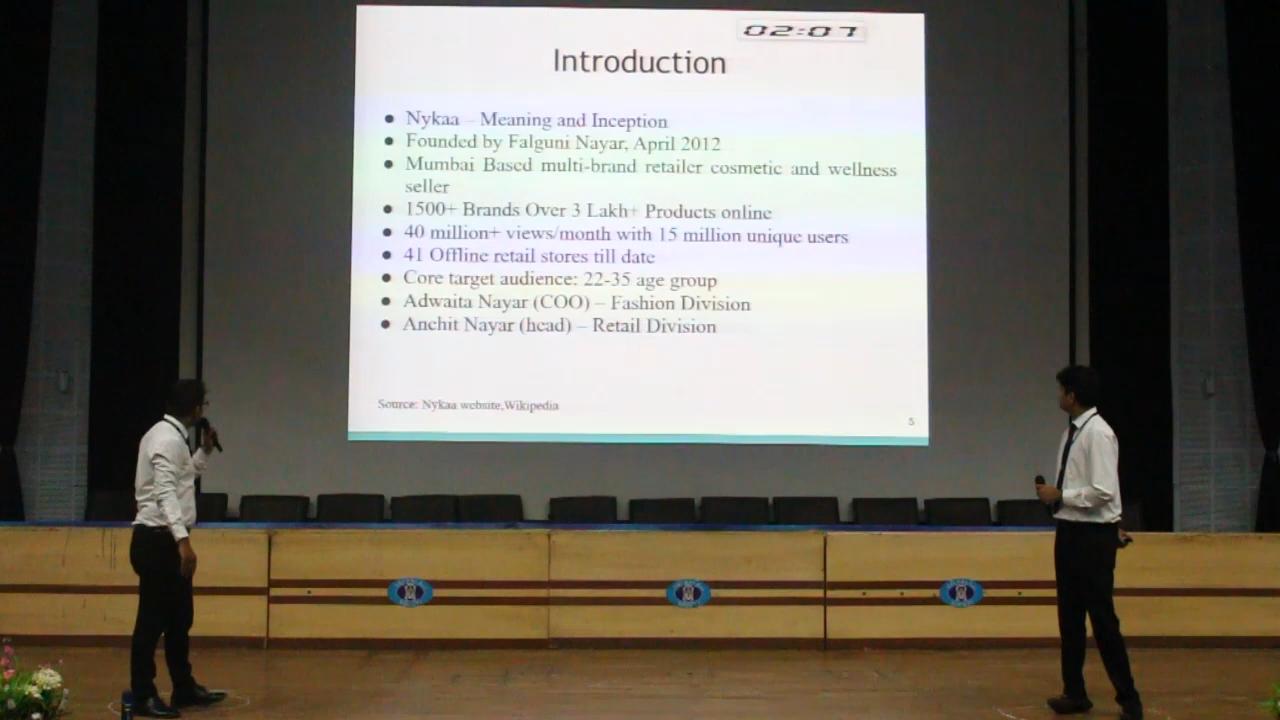 02:07
Introduction
● Nykaa – Meaning and Inception
● Founded by Falguni Nayar, April 2012
● Mumbai Based multi-brand retailer cosmetic and wellness
seller
● 1500+ Brands Over 3 Lakh+ Products online
● 40 million+ views/month with 15 million unique users
● 41 Offline retail stores till date
● Core target audience: 22-35 age group
● Adwaita Nayar (COO) – Fashion Division
● Anchit Nayar (head) – Retail Division
Source: Nykaa website,Wikipedia
5